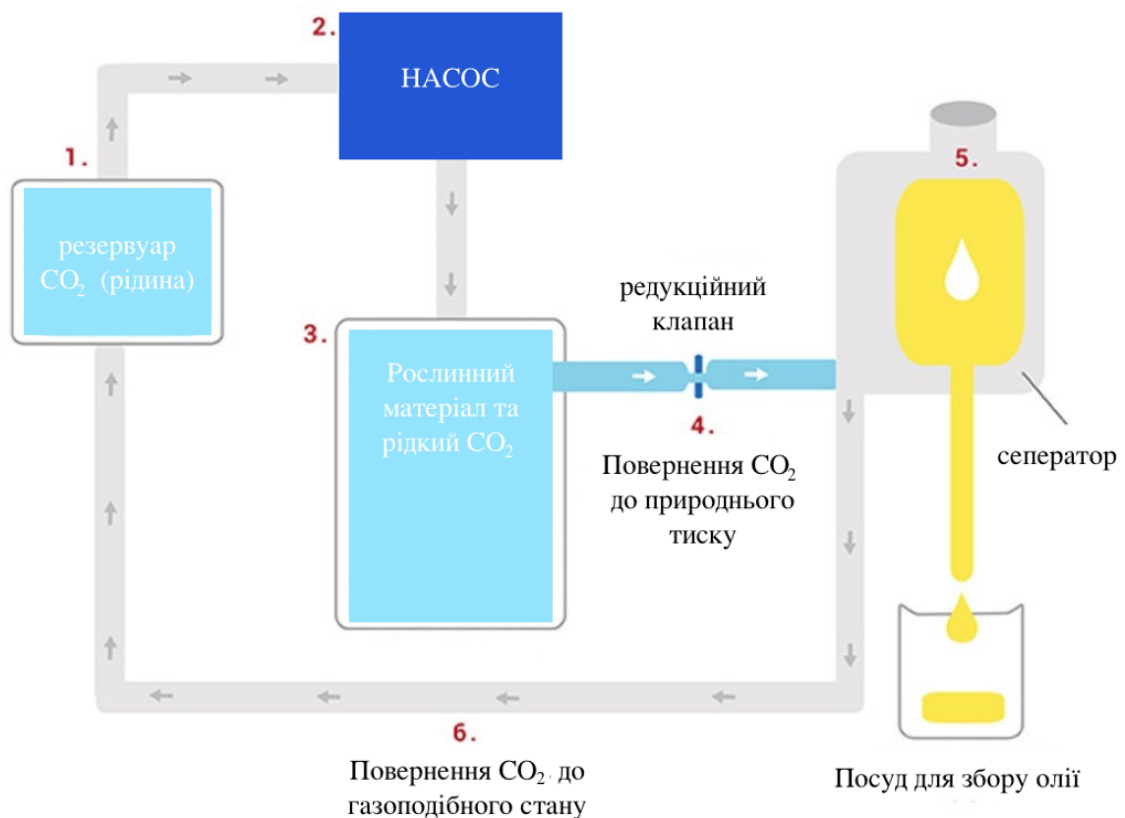 1.
резервуар
CO₂ (рідина)
2.
НАСОС
3.
Рослинний
матеріал та
рідкий CO₂
редукційний
клапан
4.
Повернення CO₂
до природнього
тиску
5.
сеператор
6.
Повернення CO₂ до
газоподібного стану
Посуд для збору олії